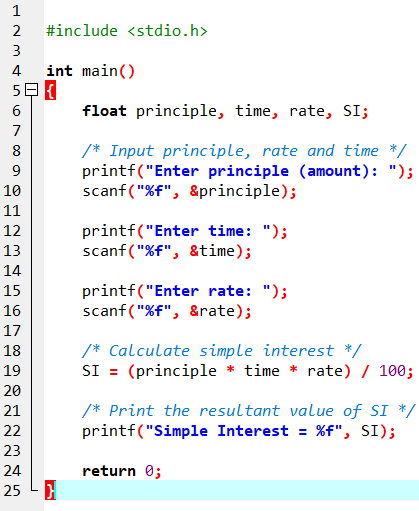 1
2 #include <stdio.h>
3
4 int main()
5 {
6 float principle, time, rate, SI;
7
8 /* Input principle, rate and time */
9 printf("Enter principle (amount): ");
10 scanf("%f", &principle);
11
12 printf("Enter time: ");
13 scanf("%f", &time);
14
15 printf("Enter rate: ");
16 scanf("%f", &rate);
17
18 /* Calculate simple interest */
19 SI = (principle * time * rate) / 100;
20
21 /* Print the resultant value of SI */
22 printf("Simple Interest = %f", SI);
23
24 return 0;
25 }